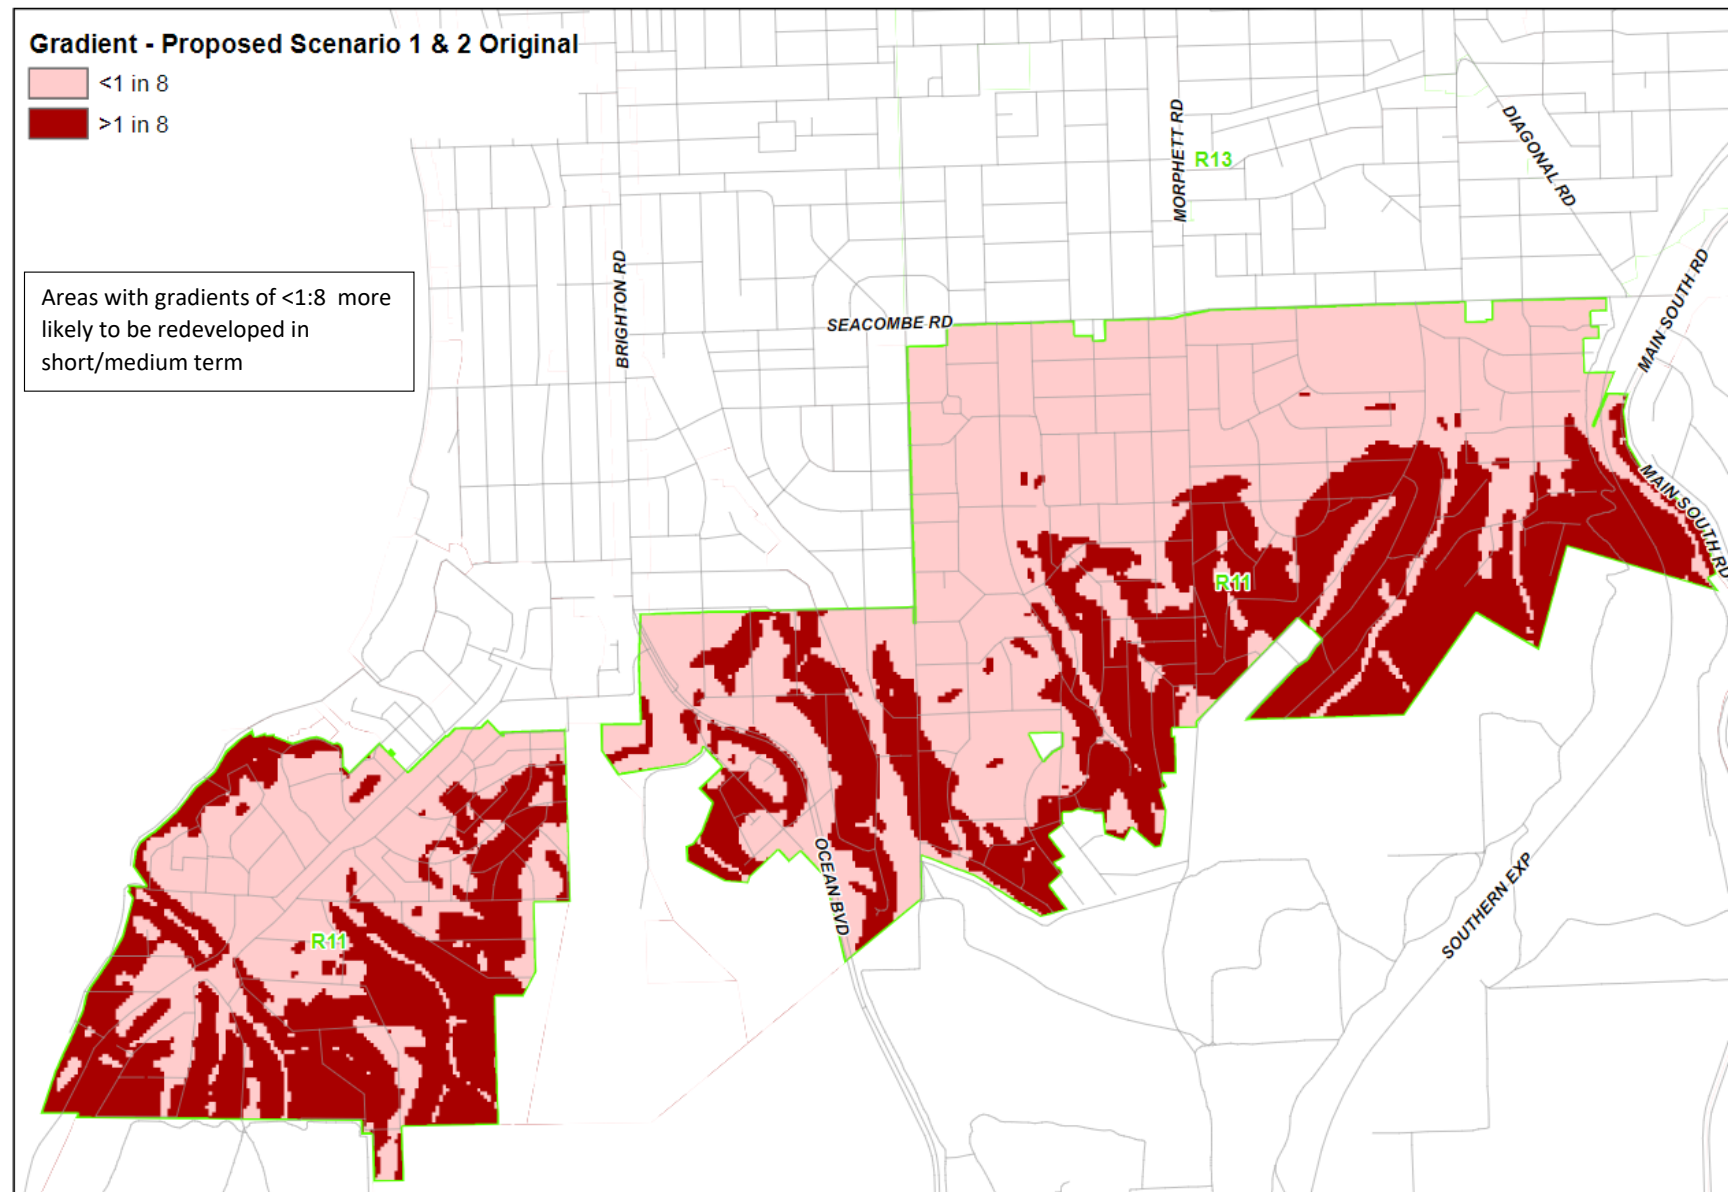 Gradient - Proposed Scenario 1 & 2 Original
<1 in 8
>1 in 8
Areas with gradients of <1:8 more
likely to be redeveloped in
short/medium term
BRIGHTON RD
SEACOMBE RD
MORPHETT RD
R13
DIAGONAL RD
MAIN SOUTH RD
MAIN SOUTH RD
R11
R11
OCEAN BVD
SOUTHERN EXP